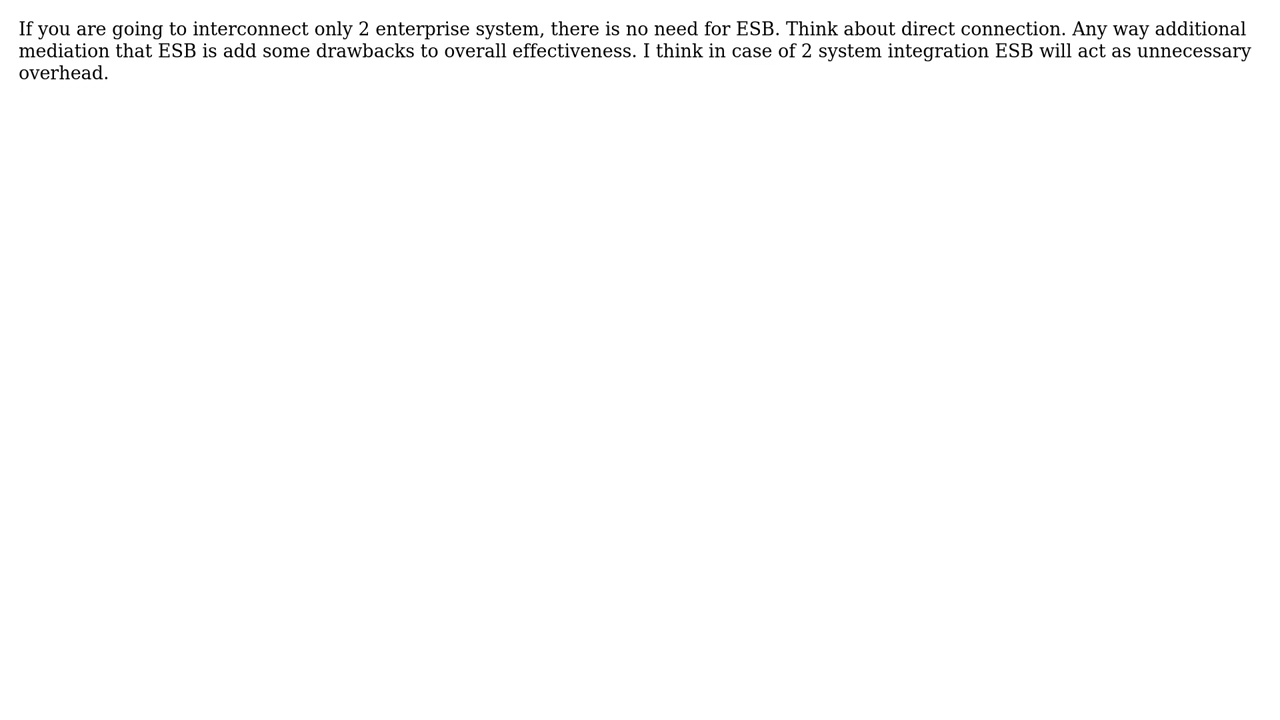 If you are going to interconnect only 2 enterprise system, there is no need for ESB. Think about direct connection. Any way additional
mediation that ESB is add some drawbacks to overall effectiveness. I think in case of 2 system integration ESB will act as unnecessary
overhead.